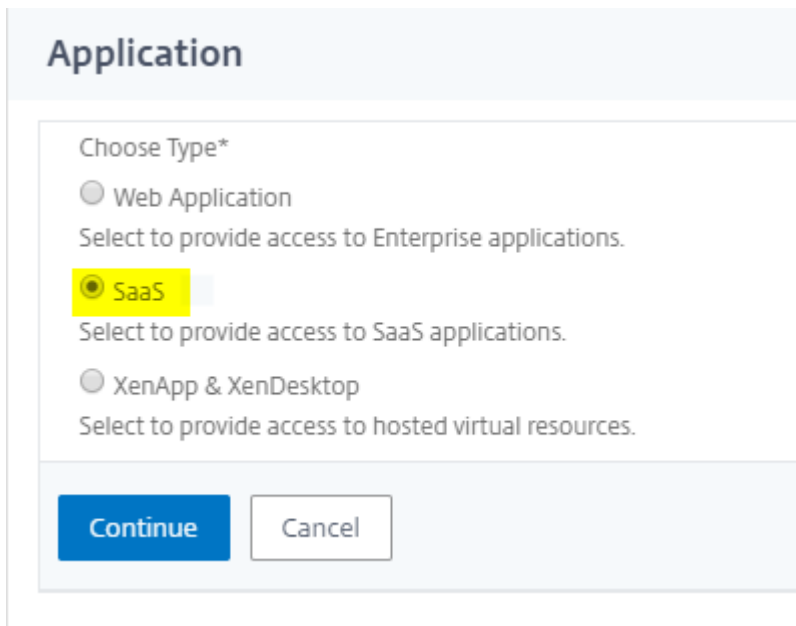 Application
Choose Type*
Web Application
Select to provide access to Enterprise applications.
SaaS
Select to provide access to SaaS applications.
XenApp & XenDesktop
Select to provide access to hosted virtual resources.
Continue
Cancel